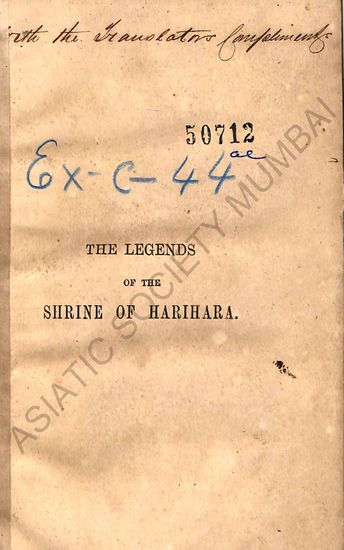 with the Translator's Compliments
50712
Ex-C-44
ae
THE LEGENDS
OF THE
SHRINE OF HARIHARA.
ASIATIC SOCIETY MUMBAI